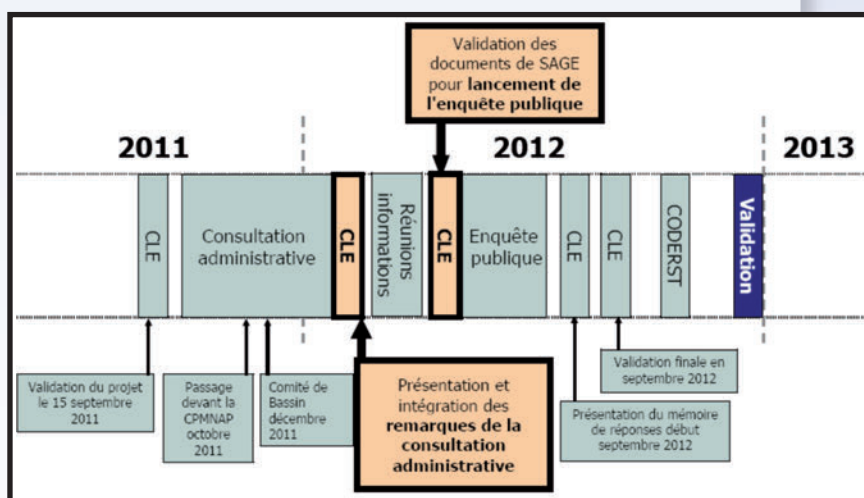 Validation des
documents de SAGE
pour lancement de
l'enquête publique
2011
2012
2013
CLE
Consultation
administrative
CLE
Réunions
informations
CLE
Enquête
publique
CLE
CLE
CODERST
Validation
Validation du projet
le 15 septembre
2011
Passage
devant la
CPMNAP
octobre
2011
Comité de
Bassin
décembre
2011
Présentation et
intégration des
remarques de la
consultation
administrative
Validation finale en
septembre 2012
Présentation du mémoire
de réponses début
septembre 2012